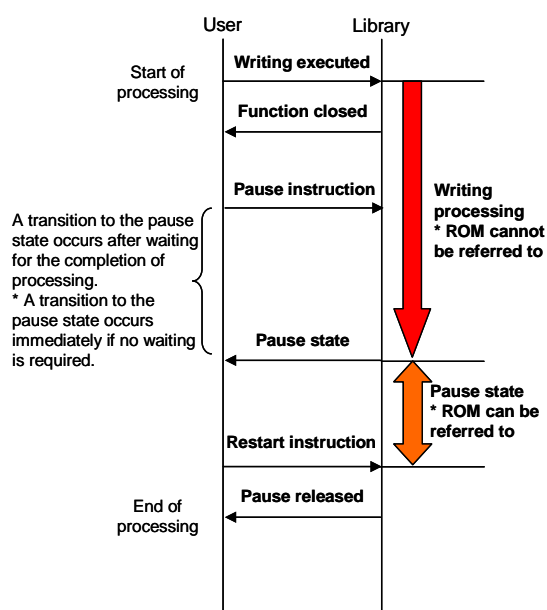 User
Library
Writing executed
Start of
processing
Function closed
Pause instruction
Writing
processing
* ROM cannot
be referred to
A transition to the pause
state occurs after waiting
for the completion of
processing.
* A transition to the
pause state occurs
immediately if no waiting
is required.
Pause state
Pause state
* ROM can be
referred to
Restart instruction
Pause released
End of
processing